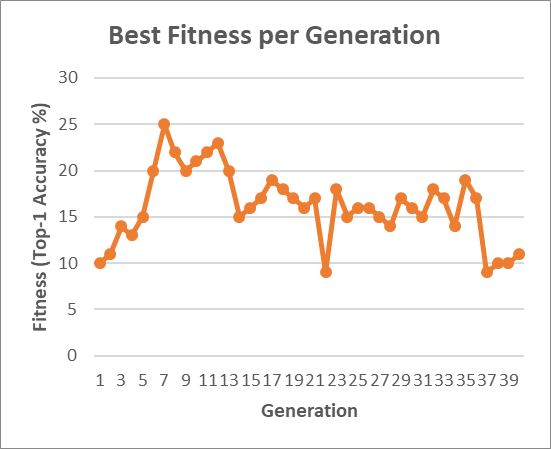 Best Fitness per Generation
30
25
20
15
10
5
0
Fitness (Top-1 Accuracy %)
1 3 5 7 9 11 13 15 17 19 21 23 25 27 29 31 33 35 37 39
Generation